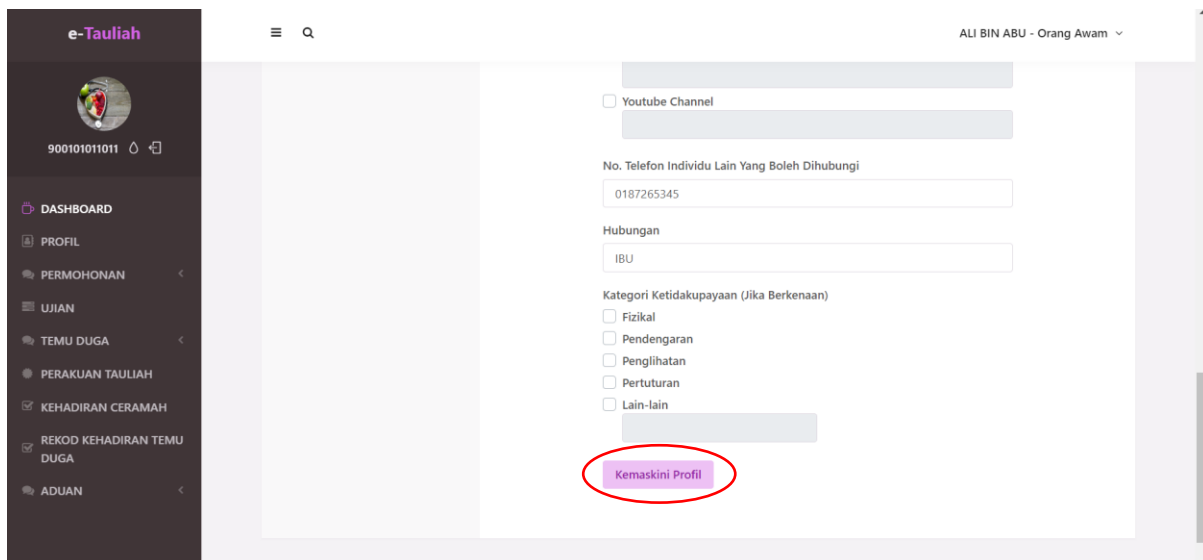 e-Tauliah
ALI BIN ABU - Orang Awam
900101011011
DASHBOARD
PROFIL
PERMOHONAN
UJIAN
TEMU DUGA
PERAKUAN TAULIAH
KEHADIRAN CERAMAH
REKOD KEHADIRAN TEMU
DUGA
ADUAN
Youtube Channel
No. Telefon Individu Lain Yang Boleh Dihubungi
0187265345
Hubungan
IBU
Kategori Ketidakupayaan (Jika Berkenaan)
Fizikal
Pendengaran
Penglihatan
Pertuturan
Lain-lain
Kemaskini Profil